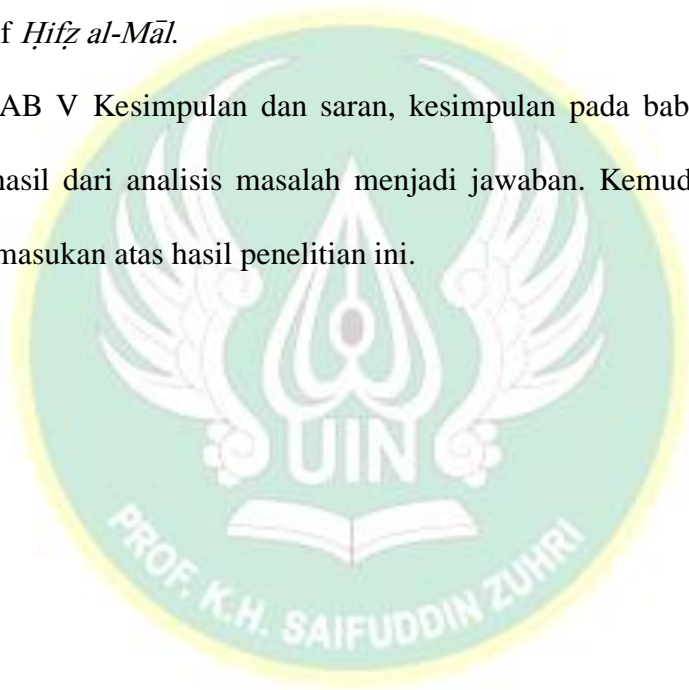 f Ḥifẓ al-Māl.
AB V Kesimpulan dan saran, kesimpulan pada bab
hasil dari analisis masalah menjadi jawaban. Kemud
masukan atas hasil penelitian ini.
UIN
PROF. K.H. SAIFUDDIN ZUHRI